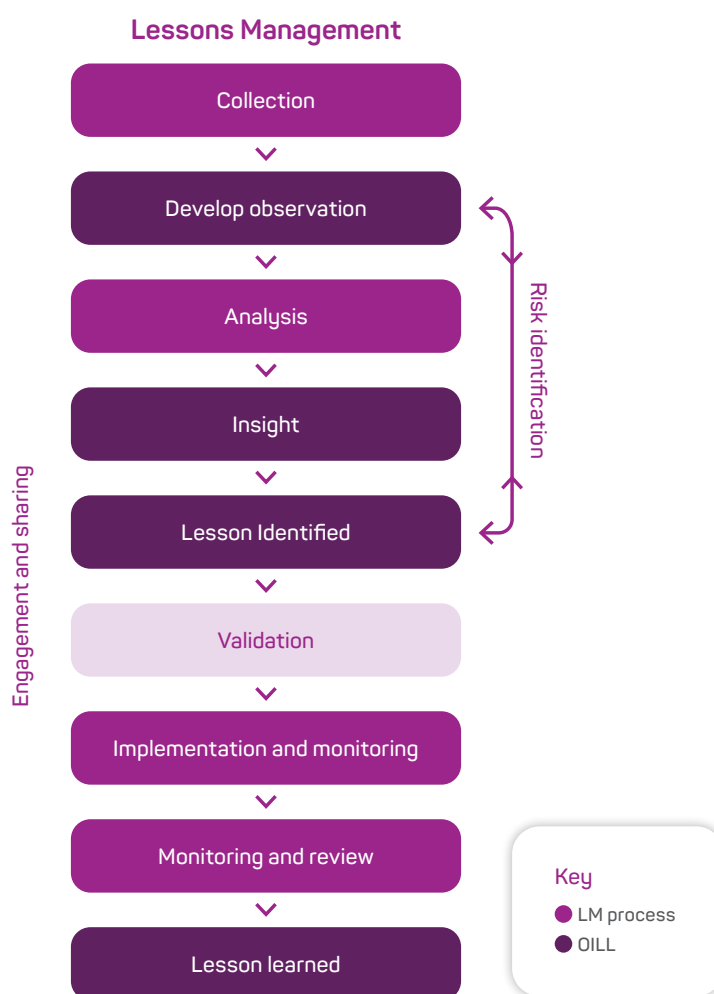 Lessons Management
Collection
Develop observation
Analysis
Insight
Lesson Identified
Validation
Implementation and monitoring
Monitoring and review
Lesson learned
Risk identification
Engagement and sharing
Key
LM process
OILL